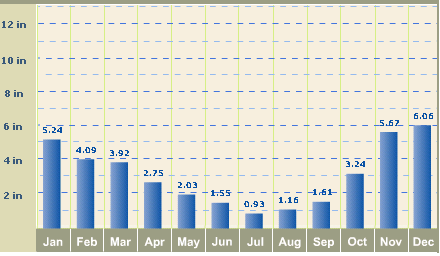 12 in
10 in
8 in
6 in
4 in
2 in
5.24
4.09
3.92
2.75
2.03
1.55
0.93
1.16
1.61
3.24
5.67
6.06
Jan Feb Mar Apr May Jun Jul Aug Sep Oct Nov Dec